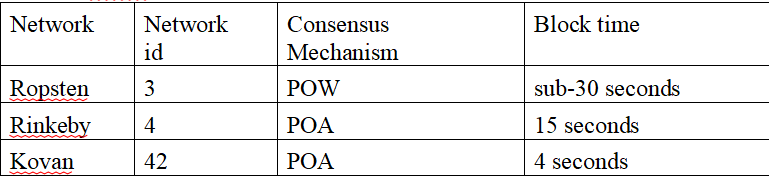 Network Network id Consensus Mechanism Block time
Ropsten 3 POW sub-30 seconds
Rinkeby 4 POA 15 seconds
Kovan 42 POA 4 seconds